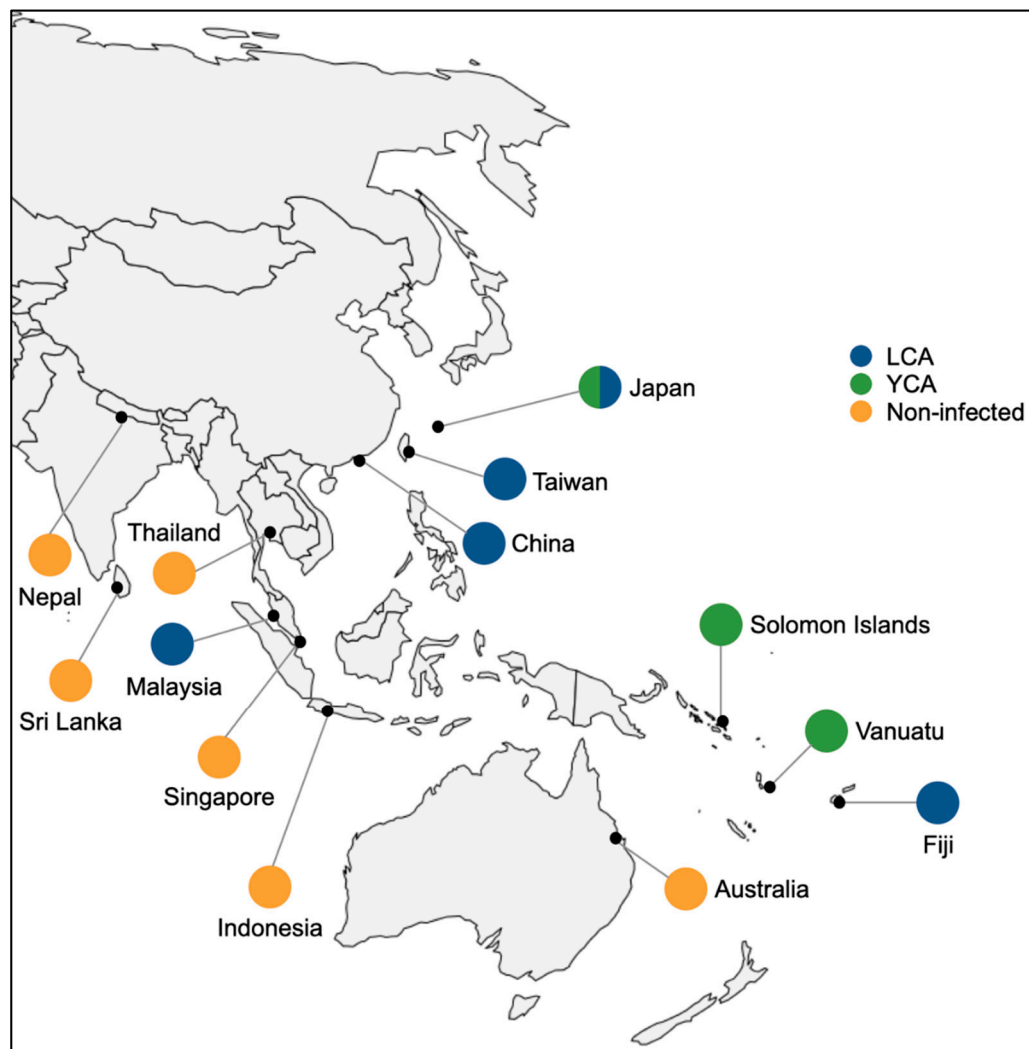 LCA
YCA
Non-infected
Japan
Taiwan
China
Thailand
Nepal
Malaysia
Sri Lanka
Singapore
Indonesia
Solomon Islands
Vanuatu
Fiji
Australia